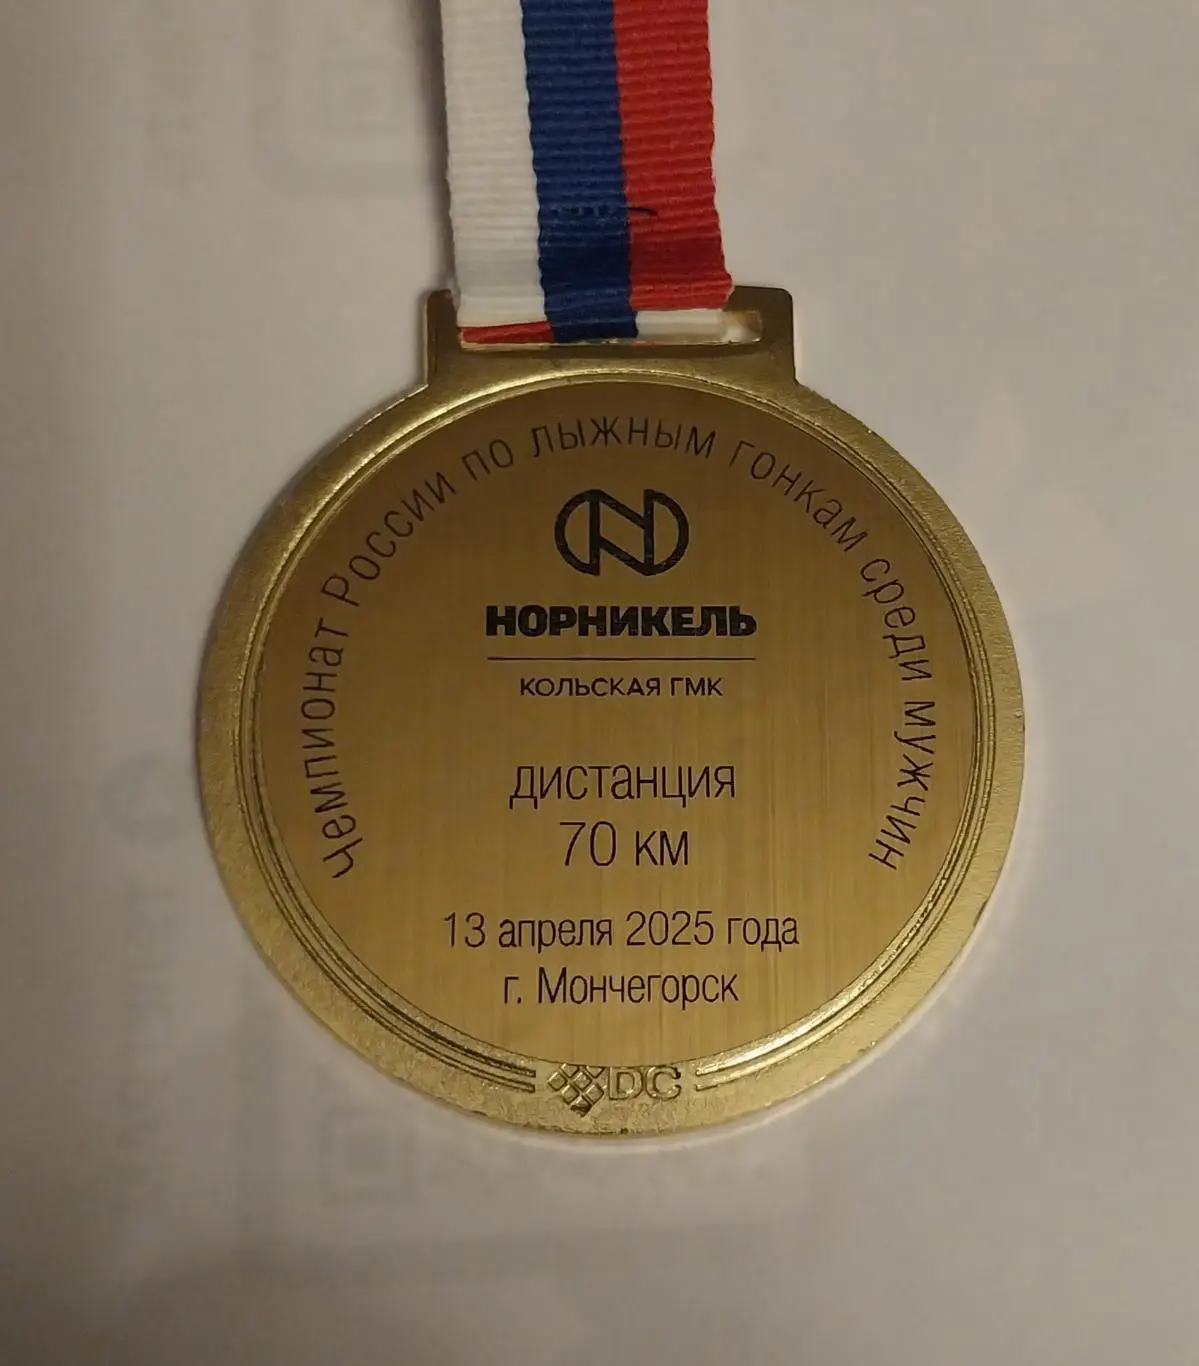 Чемпионат России по лыжным гонкам среди мужчин
НОРНИКЕЛЬ
КОЛЬСКАЯ ГМК
дистанция
70 км
13 апреля 2025 года
г. Мончегорск
DC